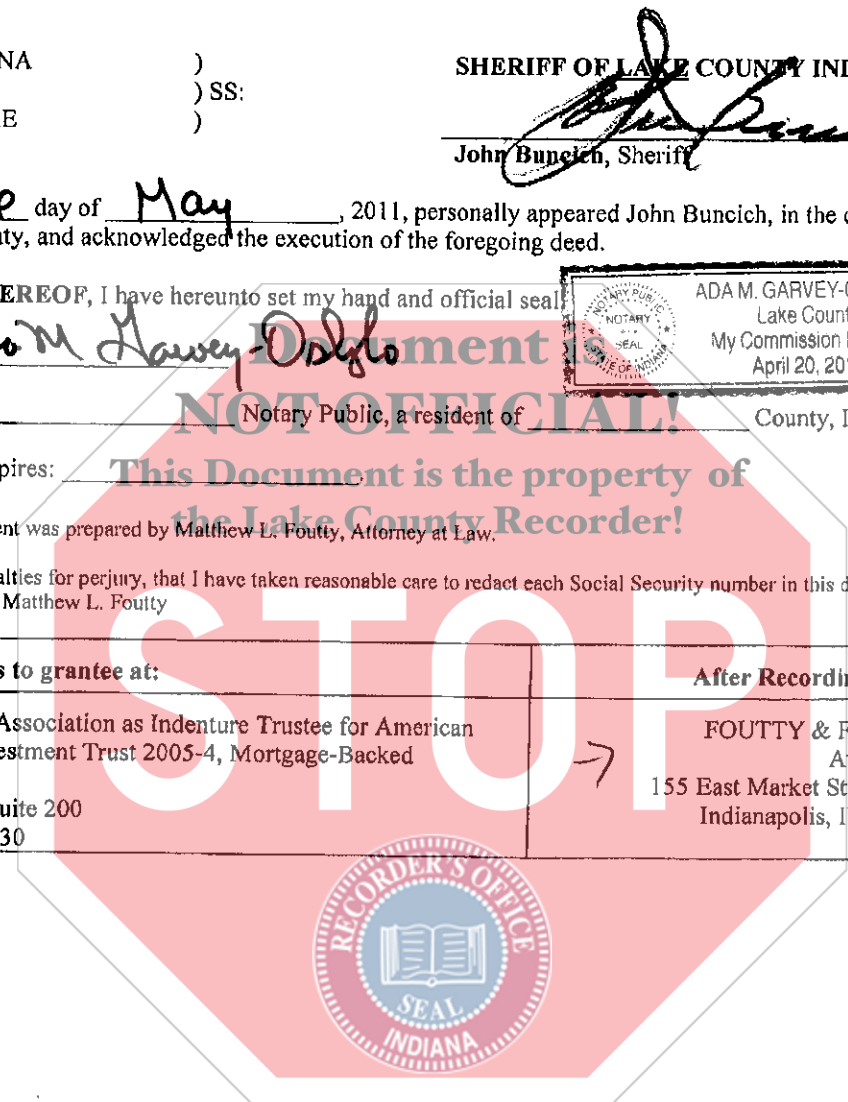 NA ) SHERIFF OF LAKE COUNTY IND
) SS:
E )
John Buncich, Sheriff
day of May, 2011, personally appeared John Buncich, in the
ty, and acknowledged the execution of the foregoing deed.
EREOF, I have hereunto set my hand and official seal.
NOTARY PUBLIC
NOTARY
SEAL
STATE OF INDIANA
ADA M. GARVEY-
Lake Count
My Commission
April 20, 201
M Garvey-
Document is
NOT OFFICIAL!
Notary Public, a resident of County, I
pires:
This Document is the property of
the Lake County Recorder!
nt was prepared by Matthew L. Foutty, Attorney at Law.
alties for perjury, that I have taken reasonable care to redact each Social Security number in this d
Matthew L. Foutty
STOP
s to grantee at:
After Recordin
Association as Indenture Trustee for American
estment Trust 2005-4, Mortgage-Backed
uite 200
30
FOUTTY & F
A
155 East Market St
Indianapolis, I
RECORDER'S OFFICE
SEAL
INDIANA